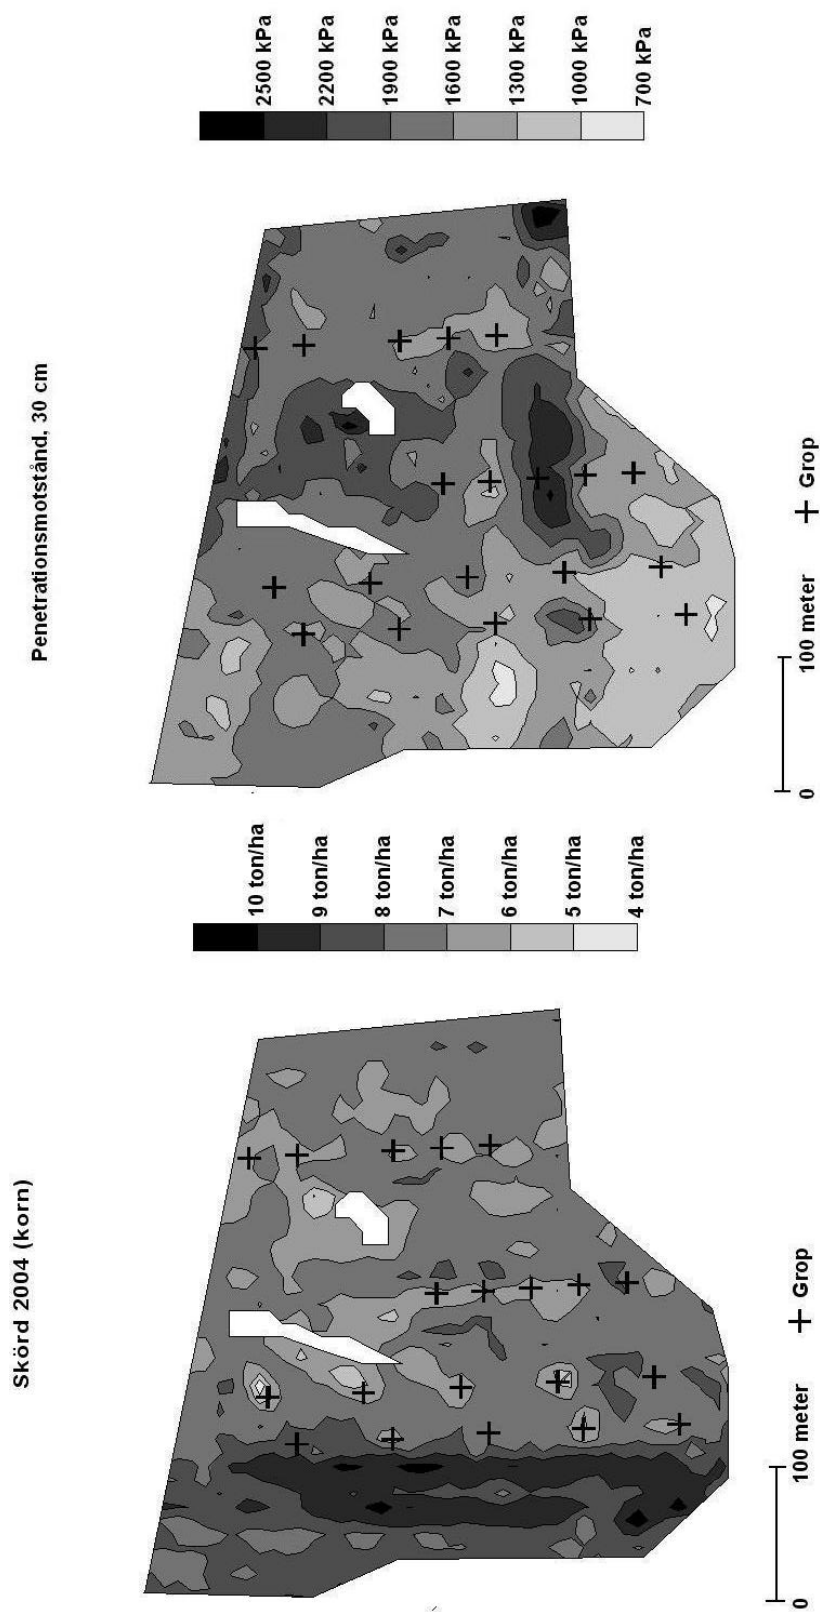 Skörd 2004 (korn)
10 ton/ha
9 ton/ha
8 ton/ha
7 ton/ha
6 ton/ha
5 ton/ha
4 ton/ha
0
100 meter
Grop
Penetrationsmotstånd, 30 cm
2500 kPa
2200 kPa
1900 kPa
1600 kPa
1300 kPa
1000 kPa
700 kPa
0
100 meter
Grop